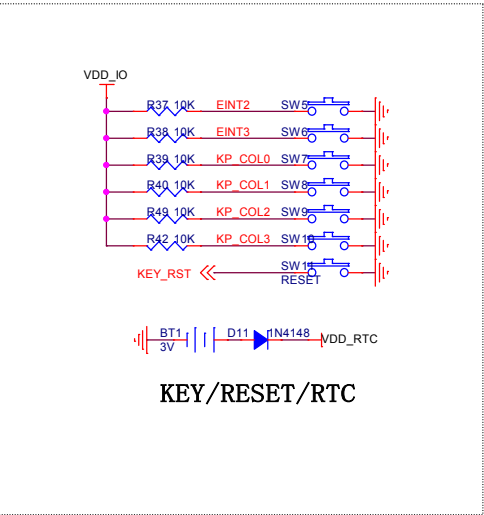 VDD_IO
R37 10K EINT2 SW5
R38 10K EINT3 SW6
R39 10K KP_COL0 SW7
R40 10K KP_COL1 SW8
R49 10K KP_COL2 SW9
R42 10K KP_COL3 SW10
KEY_RST SW11
RESET
BT1 D11 1N4148 VDD_RTC
3V
KEY/RESET/RTC